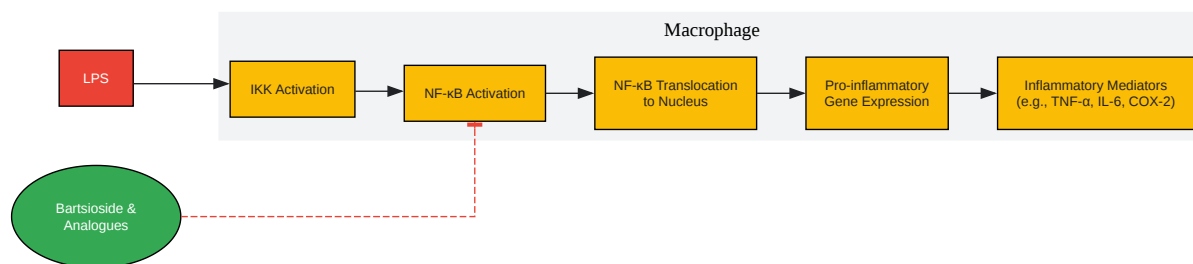 Macrophage
LPS
IKK Activation
NF-κB Activation
NF-κB Translocation
to Nucleus
Pro-inflammatory
Gene Expression
Inflammatory Mediators
(e.g., TNF-α, IL-6, COX-2)
Bartsioside &
Analogues